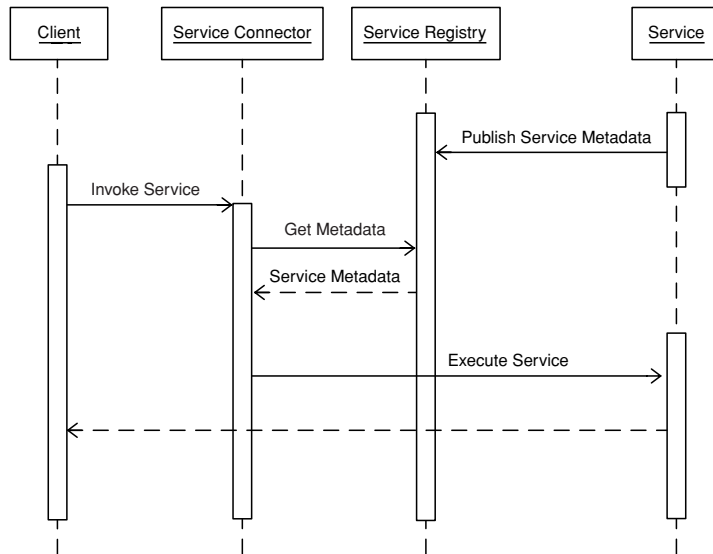 Client
Service Connector
Service Registry
Service
Publish Service Metadata
Invoke Service
Get Metadata
Service Metadata
Execute Service